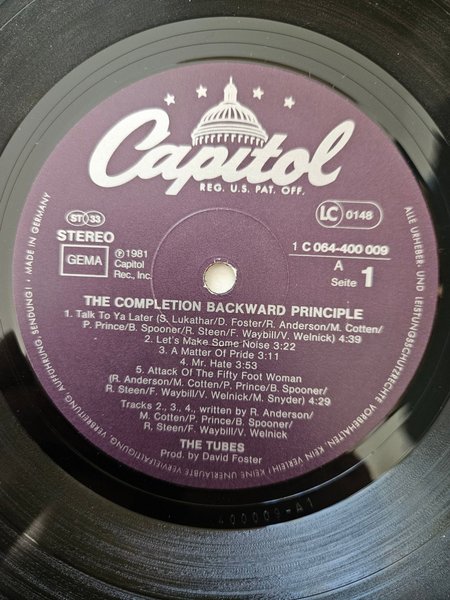 Capitol
REG. U.S. PAT. OFF.
ST 33
STEREO
GEMA
℗ 1981
Capitol
Rec., Inc.
LC 0148
1 C 064-400 009
A
Seite 1
THE COMPLETION BACKWARD PRINCIPLE
1. Talk To Ya Later (S. Lukathar/D. Foster/R. Anderson/M. Cotten/
P. Prince/B. Spooner/R. Steen/F. Waybill/V. Welnick) 4:39
2. Let's Make Some Noise 3:22
3. A Matter Of Pride 3:11
4. Mr. Hate 3:53
5. Attack Of The Fifty Foot Woman
(R. Anderson/M. Cotten/P. Prince/B. Spooner/
R. Steen/F. Waybill/V. Welnick/M. Snyder) 4:29
Tracks 2., 3., 4., written by R. Anderson/
M. Cotten/P. Prince/B. Spooner/
R. Steen/F. Waybill/V. Welnick
THE TUBES
Prod. by David Foster
ALLE URHEBER- UND LEISTUNGSSCHUTZRECHTE VORBEHALTEN. KEIN VERLEIH! KEINE UNERLAUBTE VERVIELFÄLTIGUNG, VERBREITUNG, AUFFÜHRUNG, SENDUNG! · MADE IN GERMANY
400009-A1